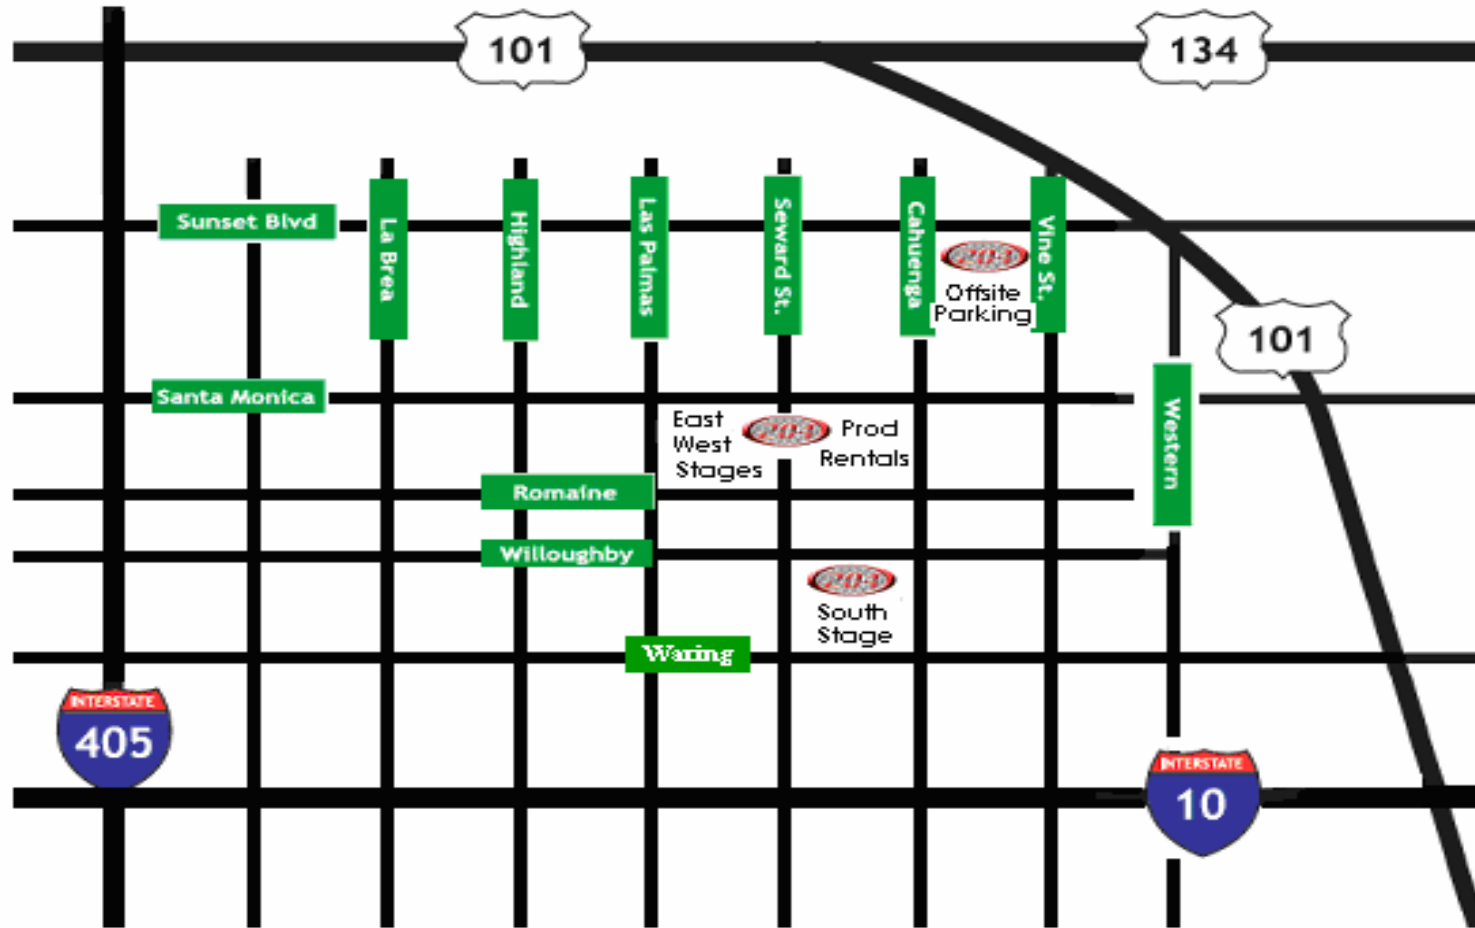 101
134
Sunset Blvd
La Brea
Highland
Las Palmas
Seward St.
Cahuenga
Vine St.
Offsite
Parking
101
Santa Monica
Western
East
West
Stages
Prod
Rentals
Romaine
Willoughby
South
Stage
Waring
INTERSTATE
405
INTERSTATE
10